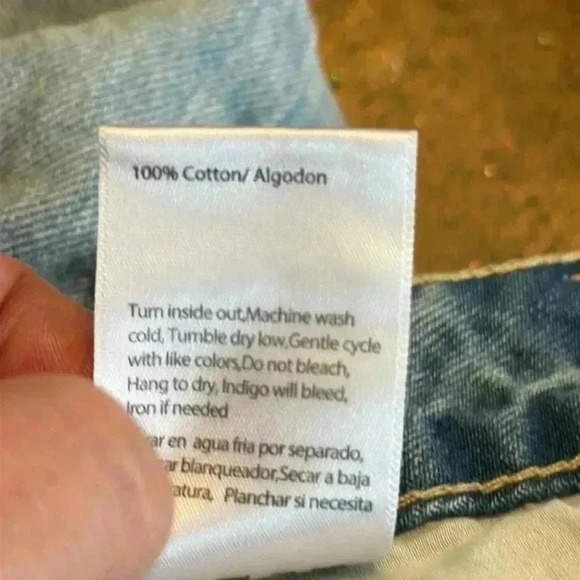 100% Cotton/ Algodon
Turn inside out,Machine wash
cold, Tumble dry low,Gentle cycle
with like colors,Do not bleach,
Hang to dry, Indigo will bleed,
Iron if needed
en agua fria por separado,
blanqueador,Secar a baja
Planchar si necesita